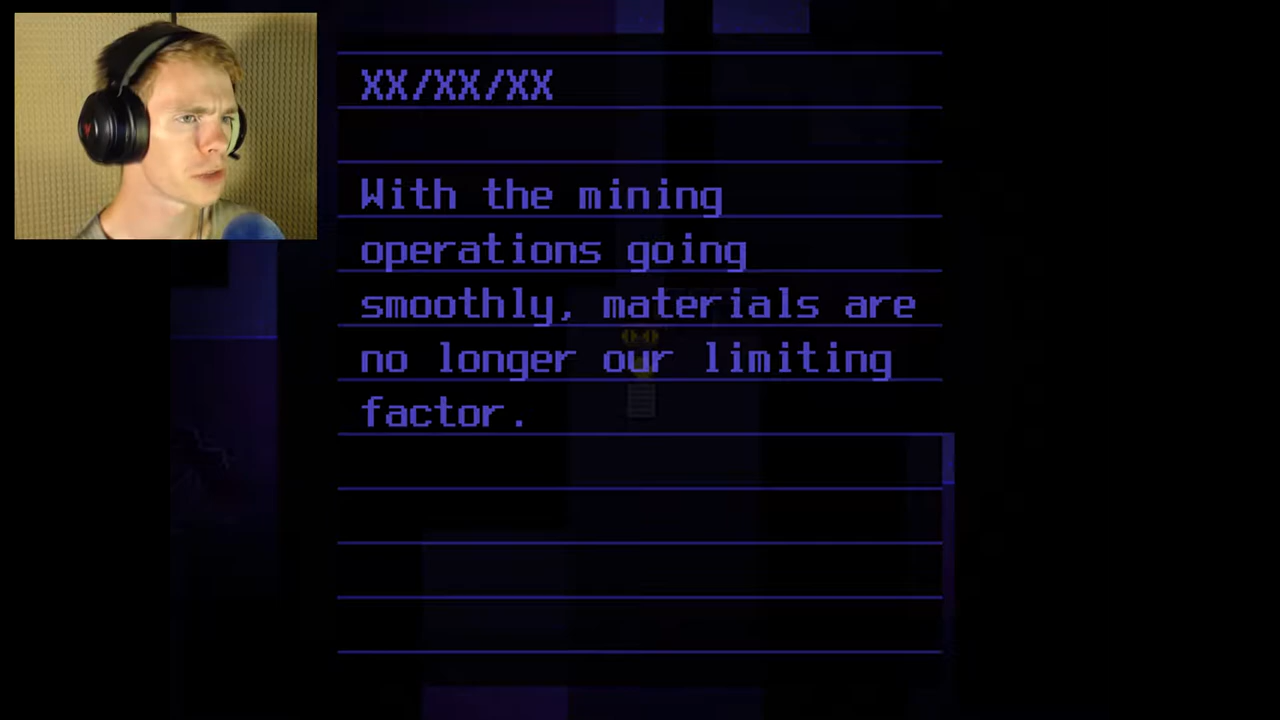 XX/XX/XX
With the mining
operations going
smoothly, materials are
no longer our limiting
factor.